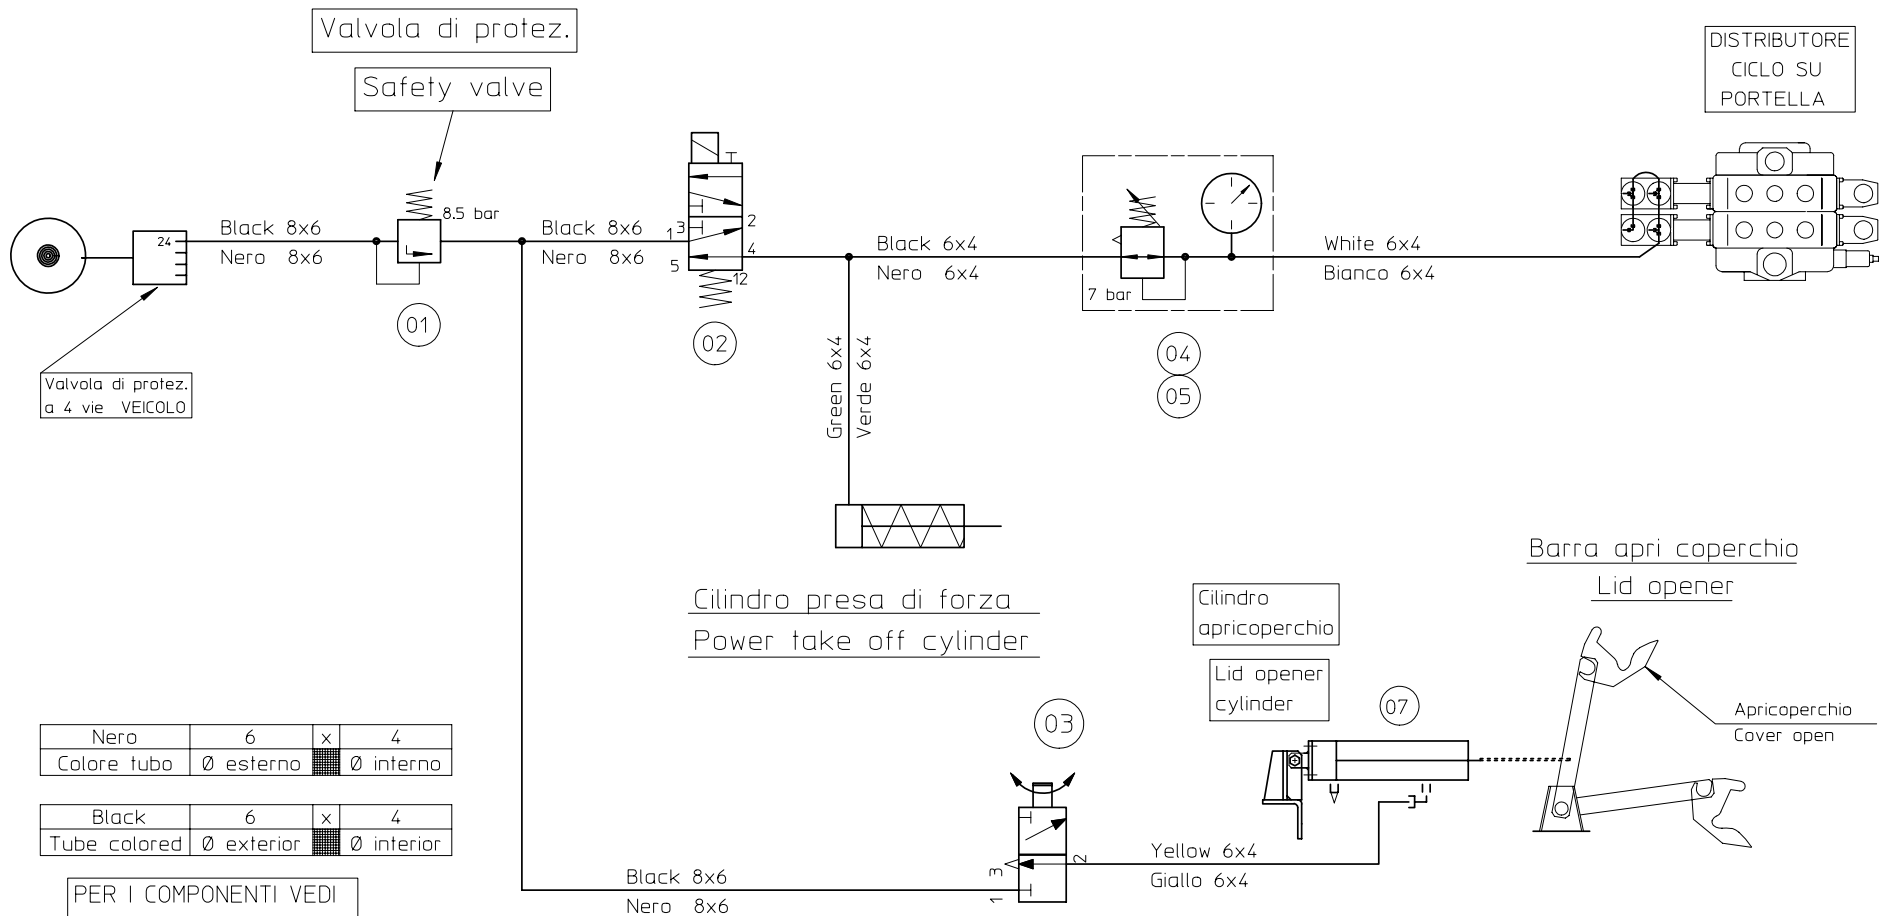 Valvola di protez.
Safety valve
DISTRIBUTORE
CICLO SU
PORTELLA
8.5 bar
24
Black 8x6
Nero 8x6
Black 8x6
Nero 8x6
1
3
2
5
4
12
Black 6x4
Nero 6x4
7 bar
White 6x4
Bianco 6x4
01
02
04
05
Valvola di protez.
a 4 vie VEICOLO
Green 6x4
Verde 6x4
Cilindro presa di forza
Power take off cylinder
Barra apri coperchio
Lid opener
Cilindro
apricoperchio
Lid opener
cylinder
07
03
Apricoperchio
Cover open
Nero 6 x 4
Colore tubo Ø esterno Ø interno
Black 6 x 4
Tube colored Ø exterior Ø interior
PER I COMPONENTI VEDI
3
2
1
Yellow 6x4
Giallo 6x4
Black 8x6
Nero 8x6